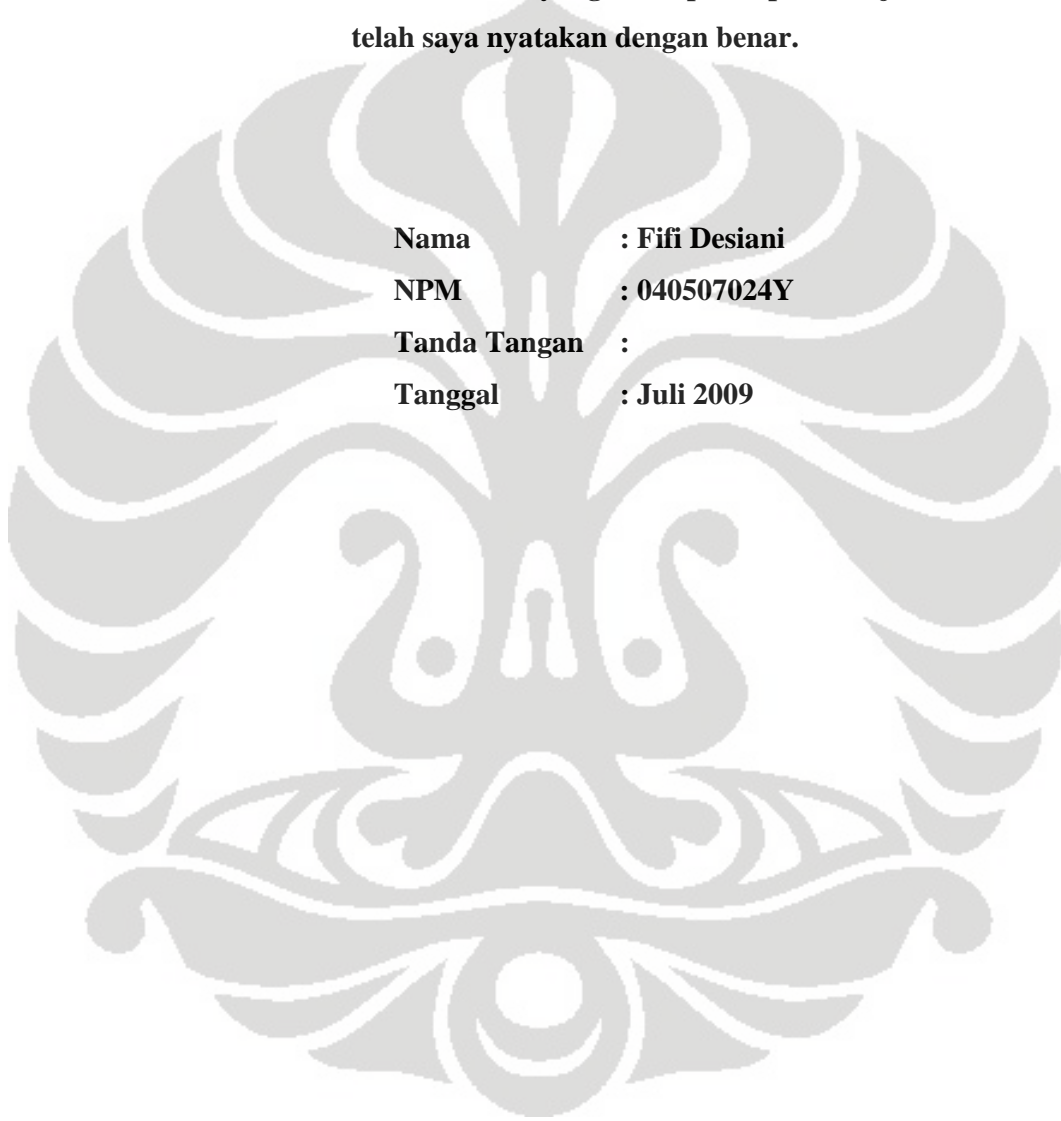 telah saya nyatakan dengan benar.
Nama : Fifi Desiani
NPM : 040507024Y
Tanda Tangan :
Tanggal : Juli 2009